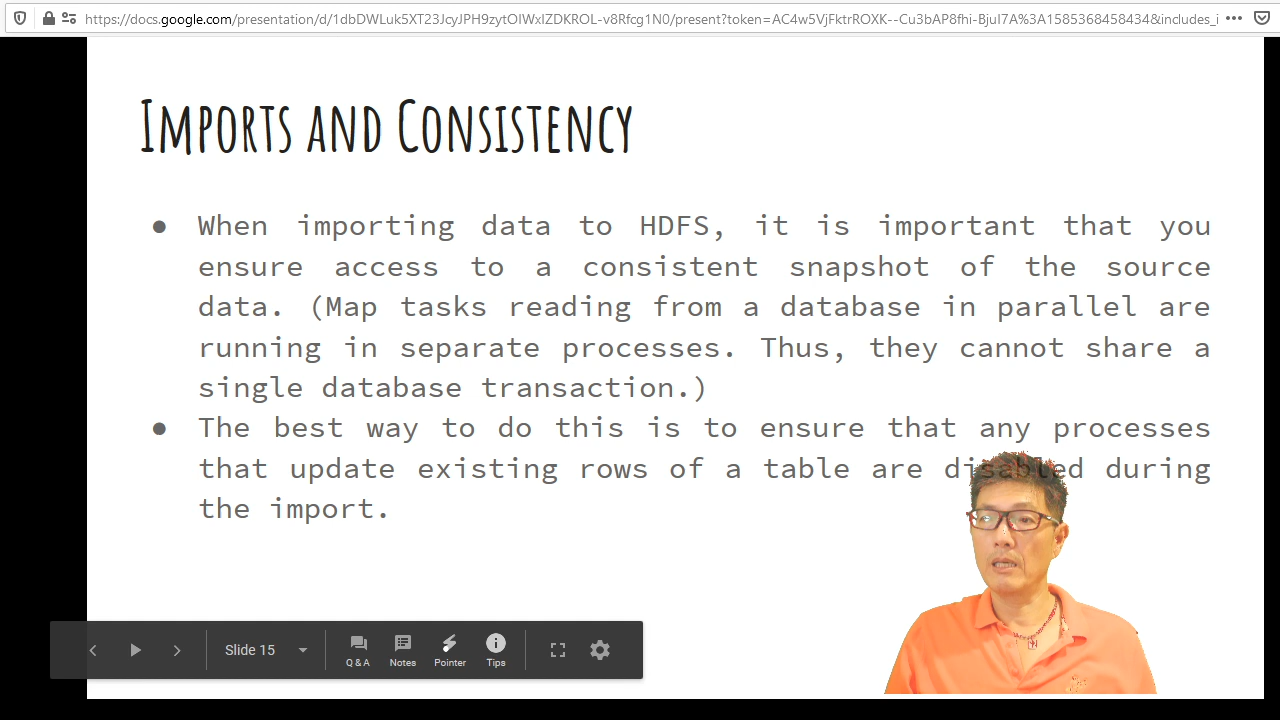 https://docs.google.com/presentation/d/1dbDWLuk5XT23JcyJPH9zytOIWxIZDKROL-v8Rfcg1N0/present?token=AC4w5VjFktrROXK--Cu3bAP8fhi-BjuI7A%3A1585368458434&includes_i
Imports and Consistency
● When importing data to HDFS, it is important that you
ensure access to a consistent snapshot of the source
data. (Map tasks reading from a database in parallel are
running in separate processes. Thus, they cannot share a
single database transaction.)
● The best way to do this is to ensure that any processes
that update existing rows of a table are disabled during
the import.
Slide 15
Q & A Notes Pointer Tips